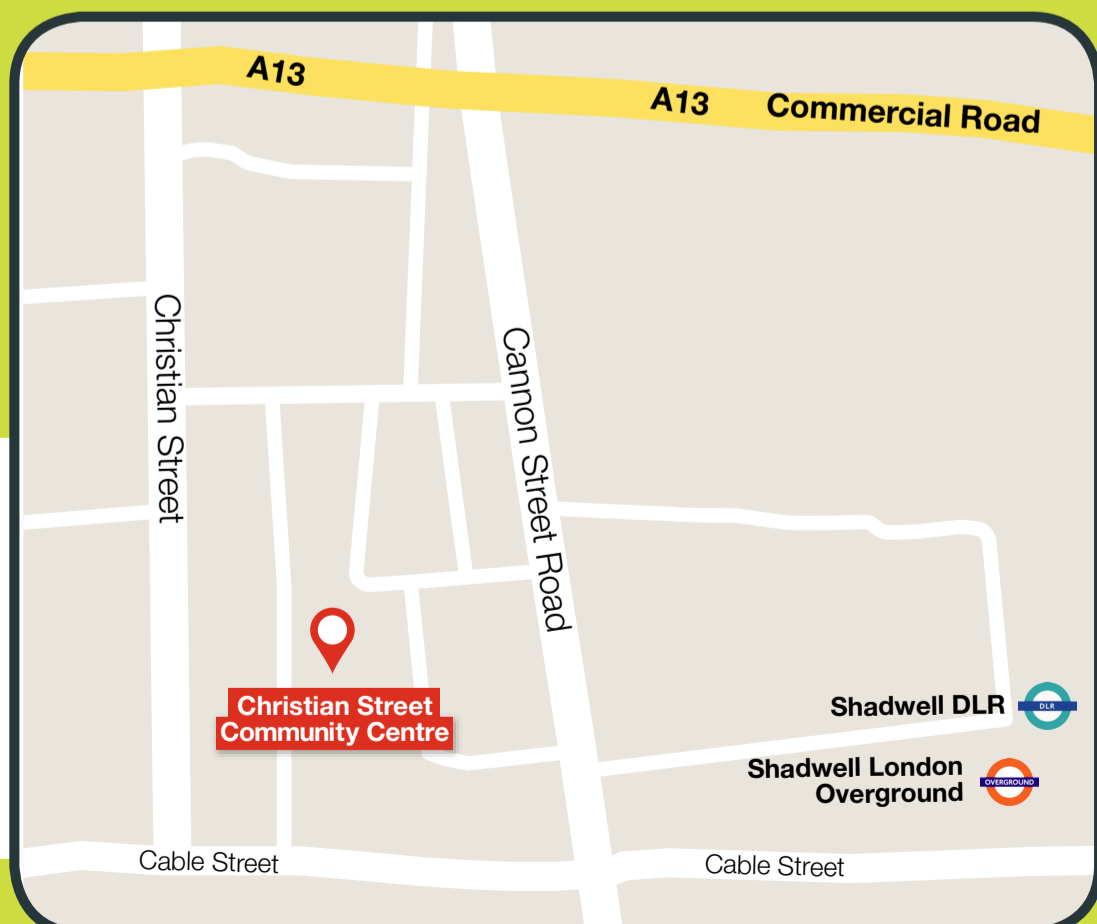 A13
A13
Commercial Road
Christian Street
Cannon Street Road
Christian Street
Community Centre
Shadwell DLR
DLR
Shadwell London
Overground
OVERGROUND
Cable Street
Cable Street